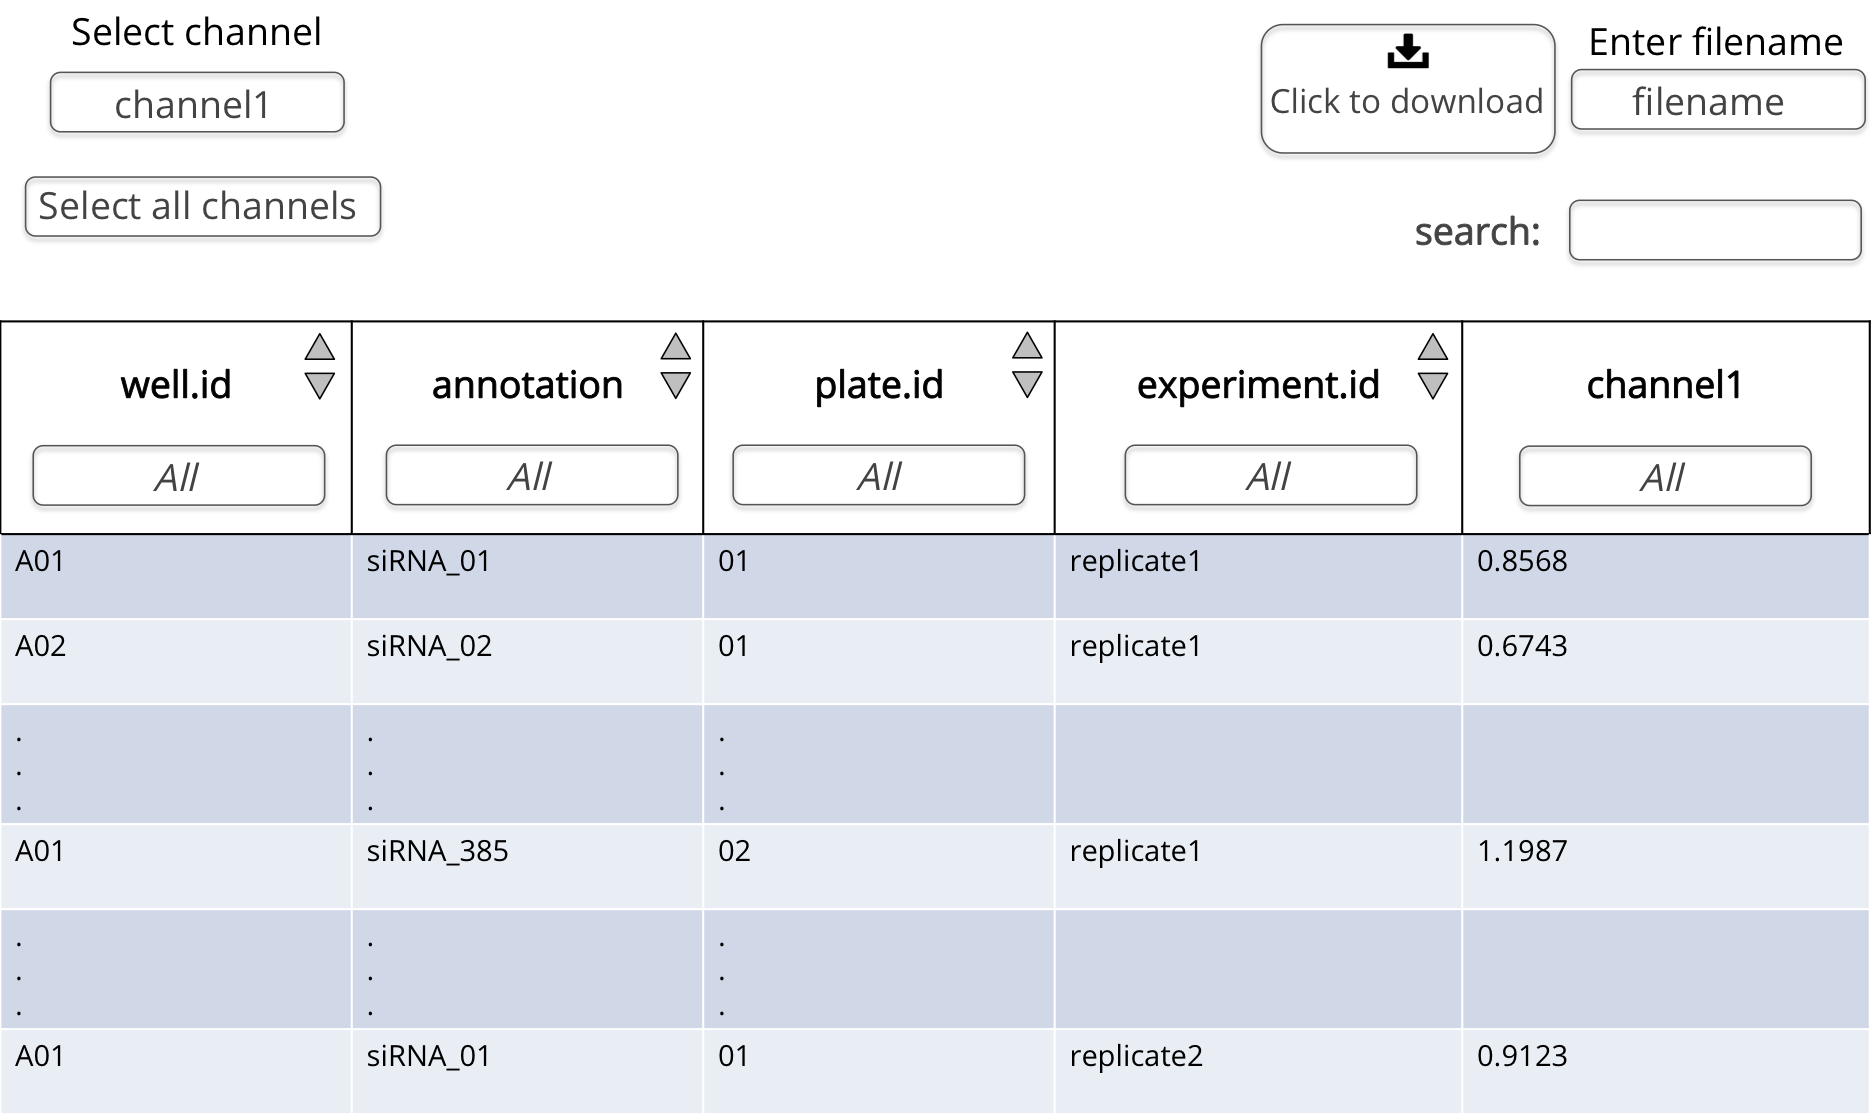 Select channel
channel1
Select all channels
Click to download
Enter filename
filename
search:
well.id annotation plate.id experiment.id channel1
All All All All All
A01 siRNA_01 01 replicate1 0.8568
A02 siRNA_02 01 replicate1 0.6743
. . .
. . .
. . .
A01 siRNA_385 02 replicate1 1.1987
. . .
. . .
. . .
A01 siRNA_01 01 replicate2 0.9123